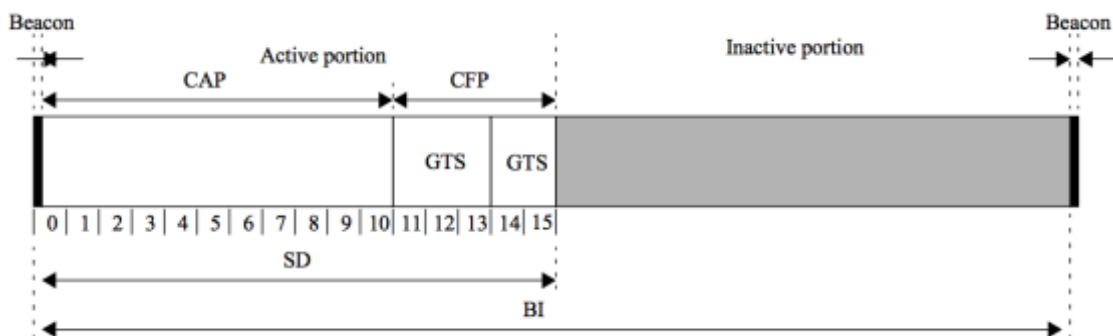 Beacon Beacon
Active portion Inactive portion
CAP CFP
GTS GTS
0 1 2 3 4 5 6 7 8 9 10 11 12 13 14 15
SD
BI